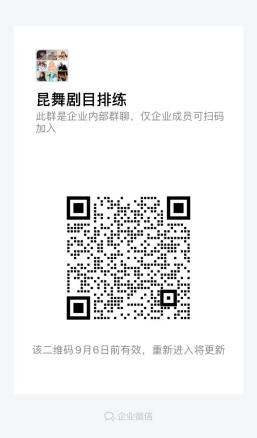 昆舞剧目排练
此群是企业内部群聊，仅企业成员可扫码
加入
该二维码9月6日前有效，重新进入将更新
企业微信